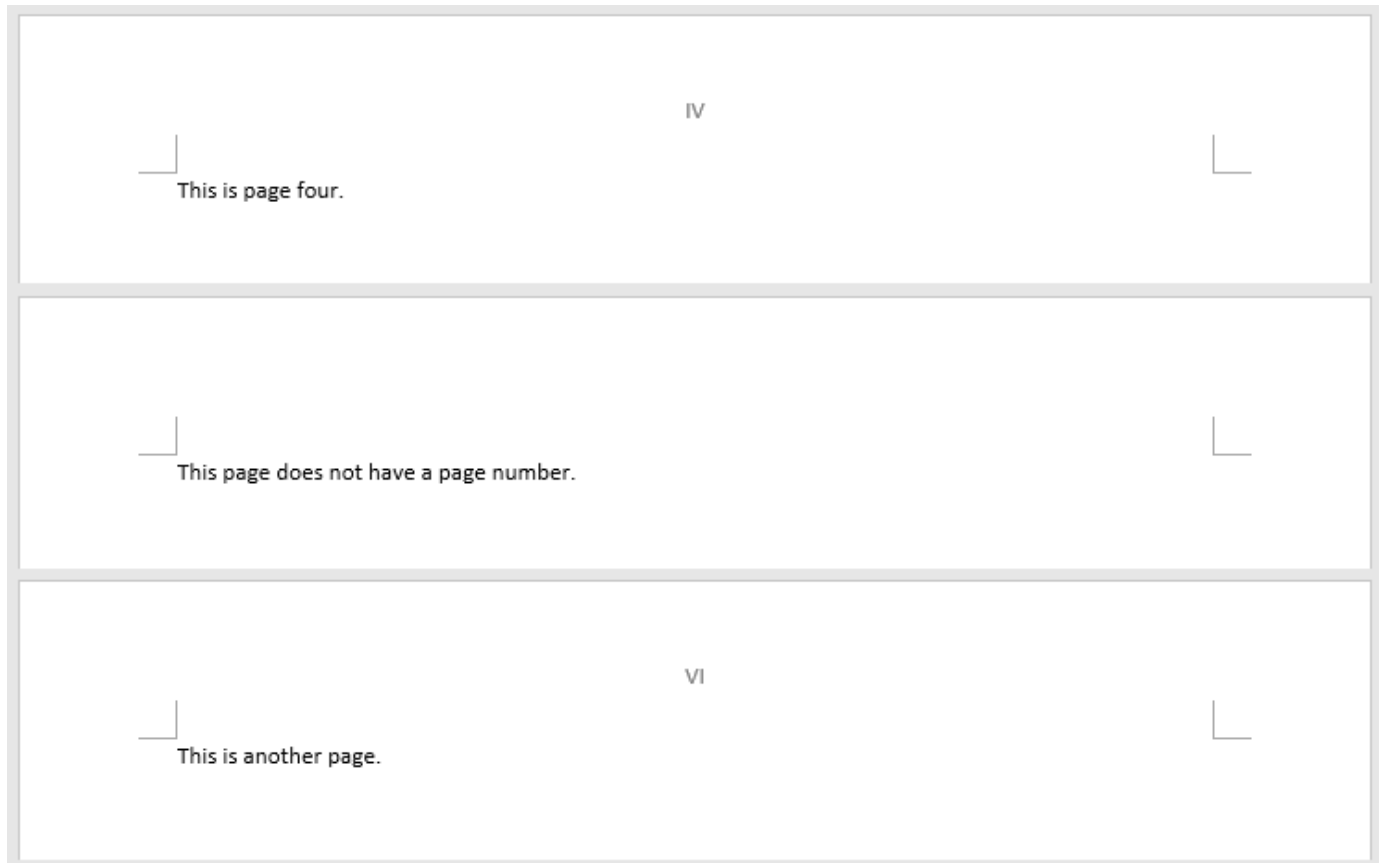 IV
This is page four.
This page does not have a page number.
VI
This is another page.